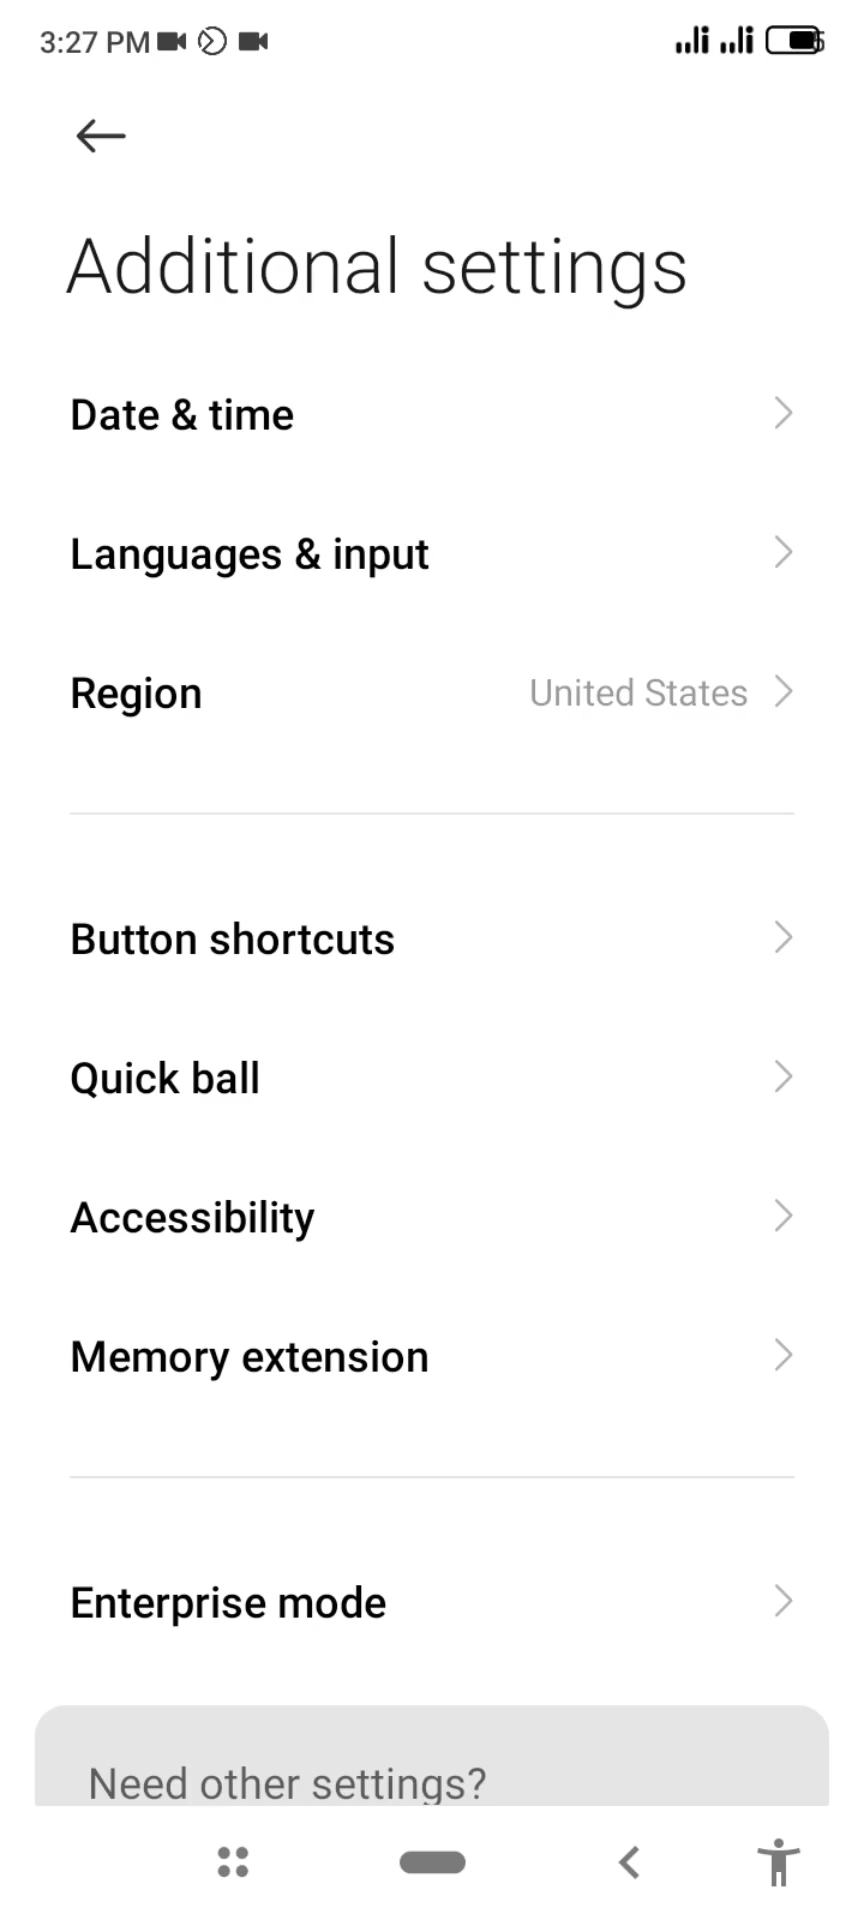 3:27 PM
Additional settings
Date & time
Languages & input
Region United States
Button shortcuts
Quick ball
Accessibility
Memory extension
Enterprise mode
Need other settings?